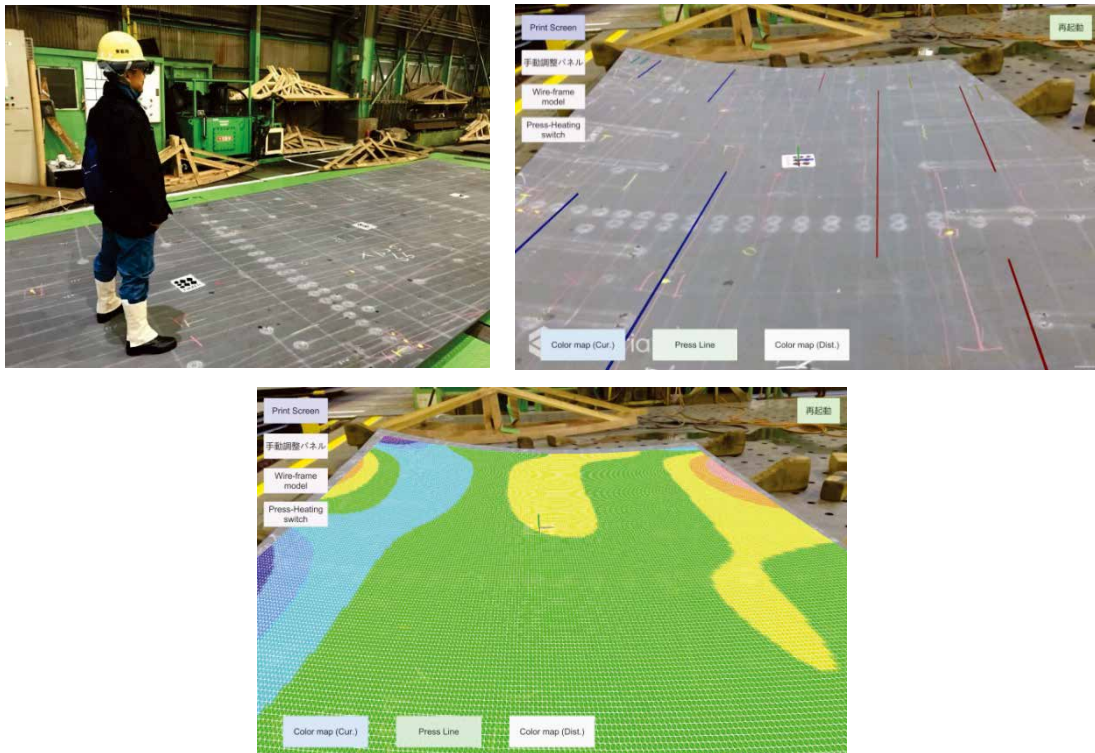 Print Screen
再起動
手動調整パネル
Wire-frame
model
Press-Heating
switch
Color map (Cur.)
Press Line
Color map (Dist.)
Print Screen
再起動
手動調整パネル
Wire-frame
model
Press-Heating
switch
Color map (Cur.)
Press Line
Color map (Dist.)